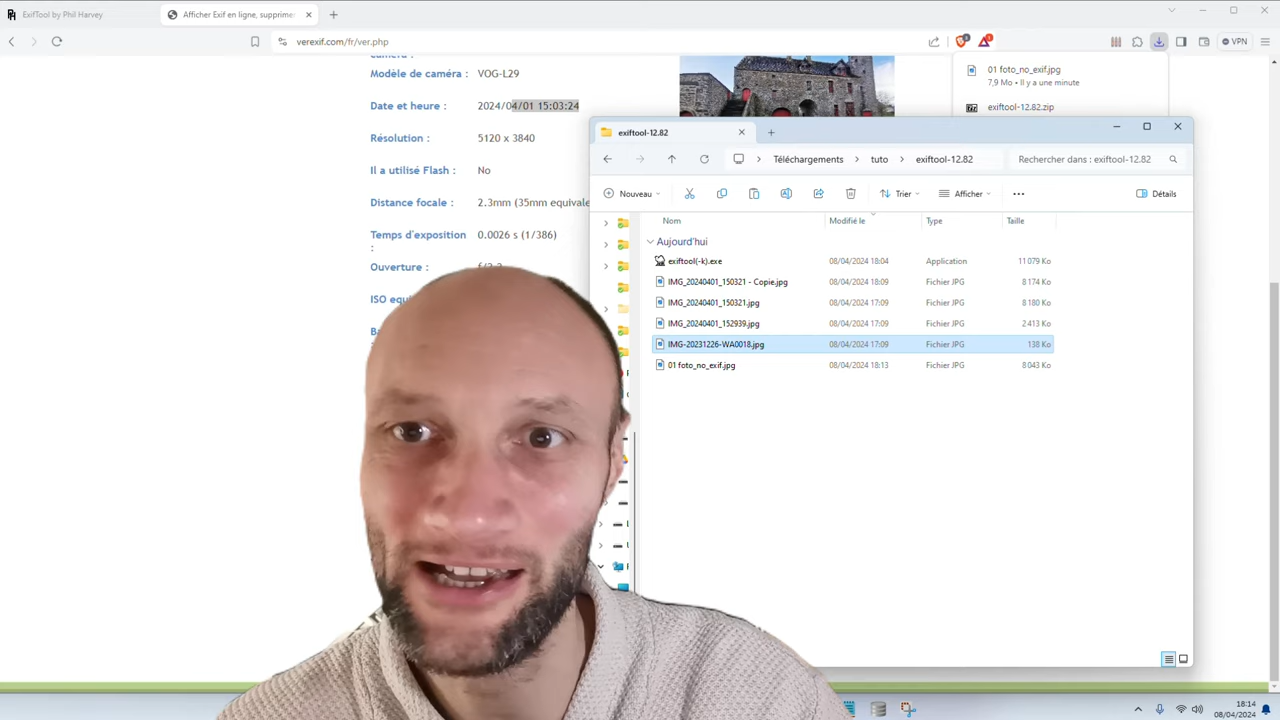 ExifTool by Phil Harvey
Afficher Exif en ligne, supprime
verexif.com/fr/ver.php
VPN
Modèle de caméra : VOG-L29
Date et heure : 2024/04/01 15:03:24
Résolution : 5120 x 3840
Il a utilisé Flash : No
Distance focale : 2.3mm (35mm equivale
Temps d'exposition : 0.0026 s (1/386)
Ouverture :
ISO equi
01 foto_no_exif.jpg
7,9 Mo • Il y a une minute
exiftool-12.82.zip
exiftool-12.82
Téléchargements > tuto > exiftool-12.82
Rechercher dans : exiftool-12.82
Nouveau
Trier
Afficher
Détails
Nom Modifié le Type Taille
Aujourd'hui
exiftool(-k).exe 08/04/2024 18:04 Application 11 079 Ko
IMG_20240401_150321 - Copie.jpg 08/04/2024 18:09 Fichier JPG 8 174 Ko
IMG_20240401_150321.jpg 08/04/2024 17:09 Fichier JPG 8 180 Ko
IMG_20240401_152939.jpg 08/04/2024 17:09 Fichier JPG 2 413 Ko
IMG-20231226-WA0018.jpg 08/04/2024 17:09 Fichier JPG 138 Ko
01 foto_no_exif.jpg 08/04/2024 18:13 Fichier JPG 8 043 Ko
18:14
08/04/2024